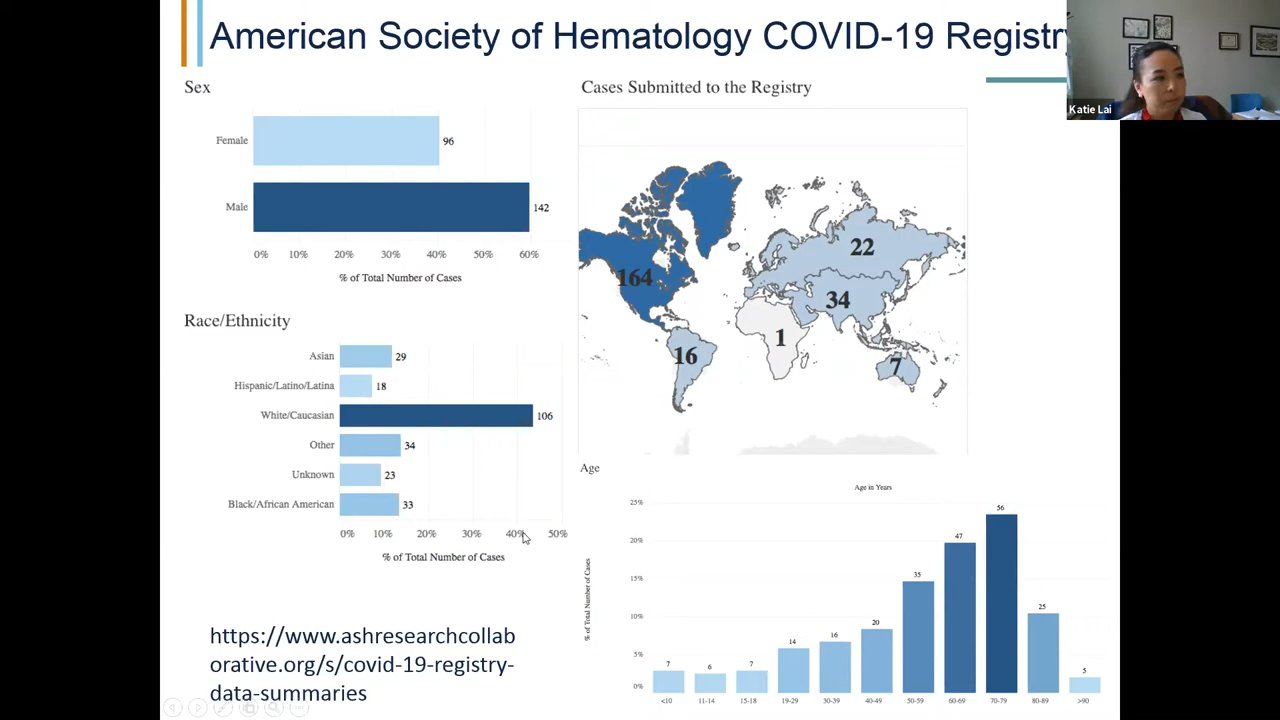 American Society of Hematology COVID-19 Registry
Katie Lai
Sex
Female
96
Male
142
0% 10% 20% 30% 40% 50% 60%
% of Total Number of Cases
Race/Ethnicity
Asian
29
Hispanic/Latino/Latina
18
White/Caucasian
106
Other
34
Unknown
23
Black/African American
33
0% 10% 20% 30% 40% 50%
% of Total Number of Cases
https://www.ashresearchcollab
orative.org/s/covid-19-registry-
data-summaries
Cases Submitted to the Registry
164
22
34
1
16
7
Age
Age in Years
% of Total Number of Cases
25%
20%
15%
10%
5%
0%
7 6 7 14 16 20 35 47 56 25 5
<10 11-14 15-18 19-29 30-39 40-49 50-59 60-69 70-79 80-89 >90